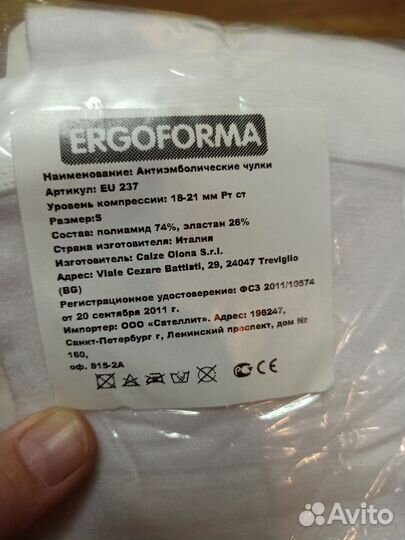 ERGOFORMA
Наименование: Антиэмболические чулки
Артикул: EU 237
Уровень компрессии: 18-21 мм Рт ст
Размер:S
Состав: полиамид 74%, эластан 26%
Страна изготовителя: Италия
Изготовитель: Calze Olona S.r.l.
Адрес: Viale Cezare Battisti, 29, 24047 Treviglio
(BG)
Регистрационное удостоверение: ФСЗ 2011/10574
от 20 сентября 2011 г.
Импортер: ООО «Сателлит». Адрес: 196247,
Санкт-Петербург г, Ленинский проспект, дом №
160,
оф. 815-2А
РСТ CE
Avito